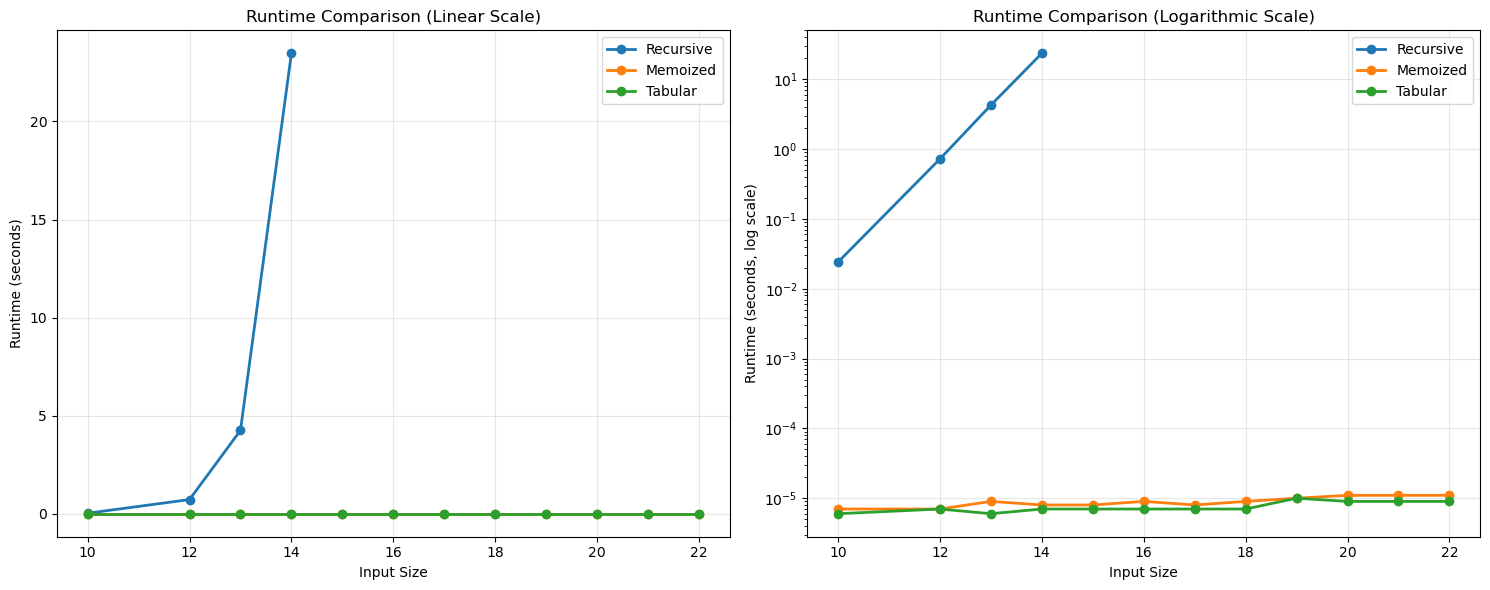 Runtime Comparison (Linear Scale)
Runtime (seconds)
20
15
10
5
0
10 12 14 16 18 20 22
Input Size
Recursive
Memoized
Tabular
Runtime Comparison (Logarithmic Scale)
Runtime (seconds, log scale)
10¹
10⁰
10⁻¹
10⁻²
10⁻³
10⁻⁴
10⁻⁵
10 12 14 16 18 20 22
Input Size
Recursive
Memoized
Tabular